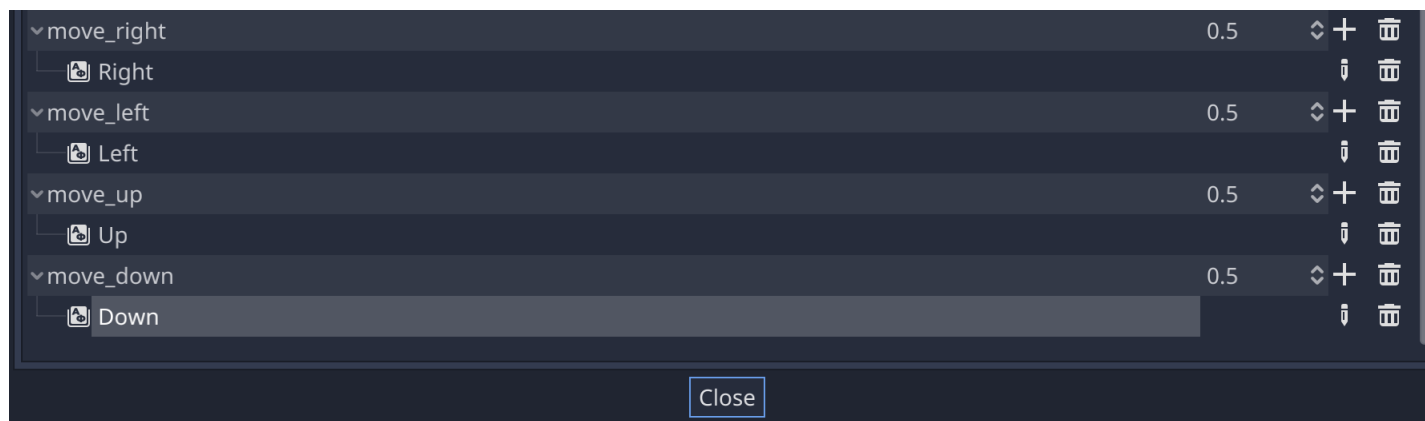 move_right 0.5
Right
move_left 0.5
Left
move_up 0.5
Up
move_down 0.5
Down
Close